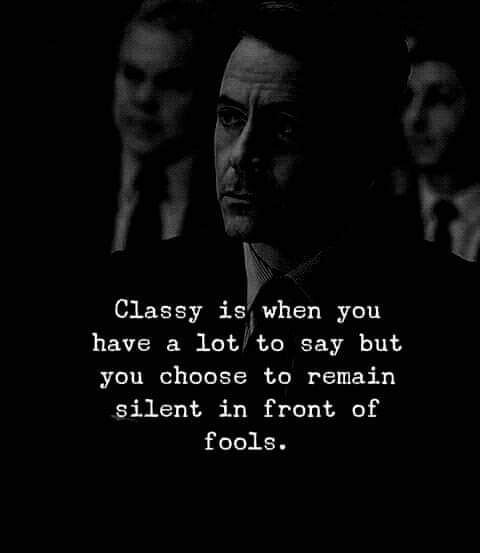 Classy is when you
have a lot to say but
you choose to remain
silent in front of
fools.